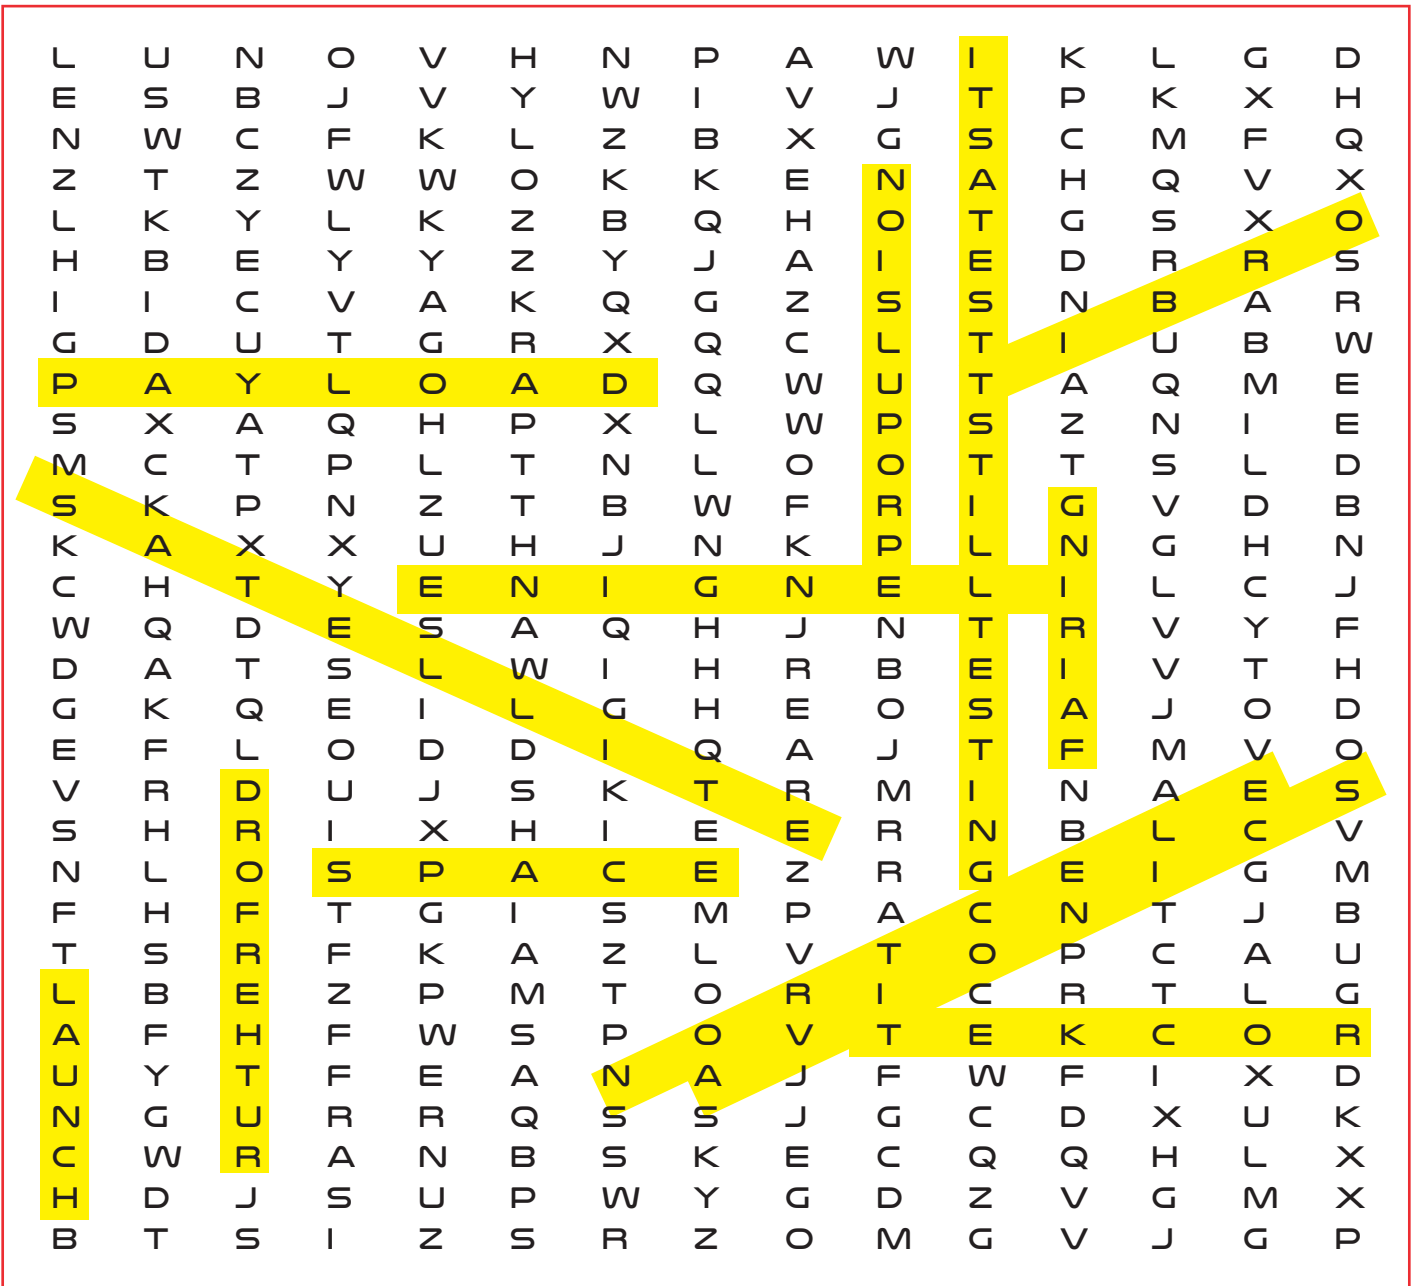 L U N O V H N P A W I K L G D
E S B J V Y W I V J T P K X H
N W C F K L Z B X G S C M F Q
Z T Z W W O K K E N A H Q V X
L K Y L K Z B Q H O T G S X O
H B E Y Y Z Y J A I E D R R S
I I C V A K Q G Z S S N B A R
G D U T G R X Q C L T I U B W
P A Y L O A D Q W U T A Q M E
S X A Q H P X L W P S Z N I E
M C T P L T N L O O T T S L D
S K P N Z T B W F R I G V D B
K A X X U H J N K P L N G H N
C H T Y E N I G N E L I L C J
W Q D E S A Q H J N T R V Y F
D A T S L W I H R B E I V T H
G K Q E I L G H E O S A J O D
E F L O D D I Q A J T F M V O
V R D U J S K T R M I N A E S
S H R I X H I E E R N B L C V
N L O S P A C E Z R G E I G M
F H F T G I S M P A C N T J B
T S R F K A Z L V T O P C A U
L B E Z P M T O R I C R T L G
A F H F W S P O V T E K C O R
U Y T F E A N A J F W F I X D
N G U R R Q S S J G C D X U K
C W R A N B S K E C Q Q H L X
H D J S U P W Y G D Z V G M X
B T S I Z S R Z O M G V J G P